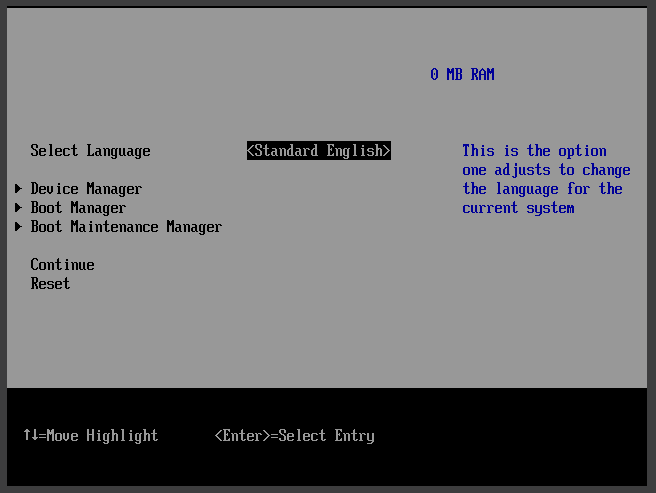 0 MB RAM
Select Language <Standard English> This is the option
one adjusts to change
Device Manager the language for the
Boot Manager current system
Boot Maintenance Manager
Continue
Reset
↑↓=Move Highlight <Enter>=Select Entry